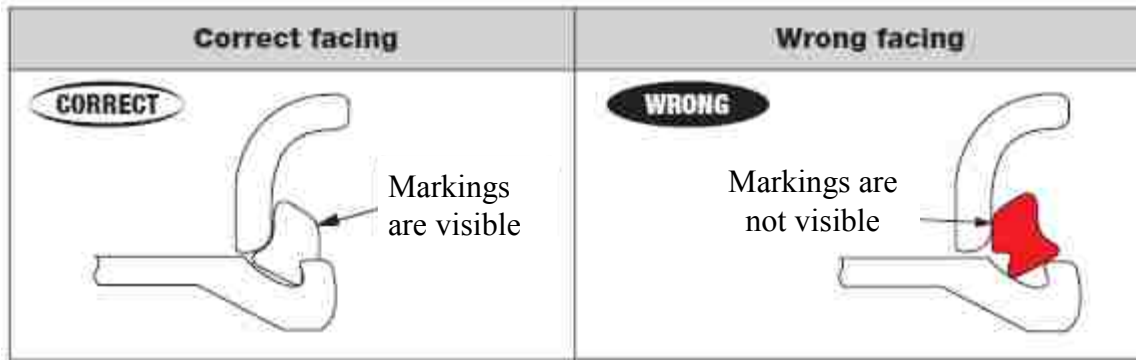 Correct facing
Wrong facing
CORRECT
WRONG
Markings
are visible
Markings are
not visible